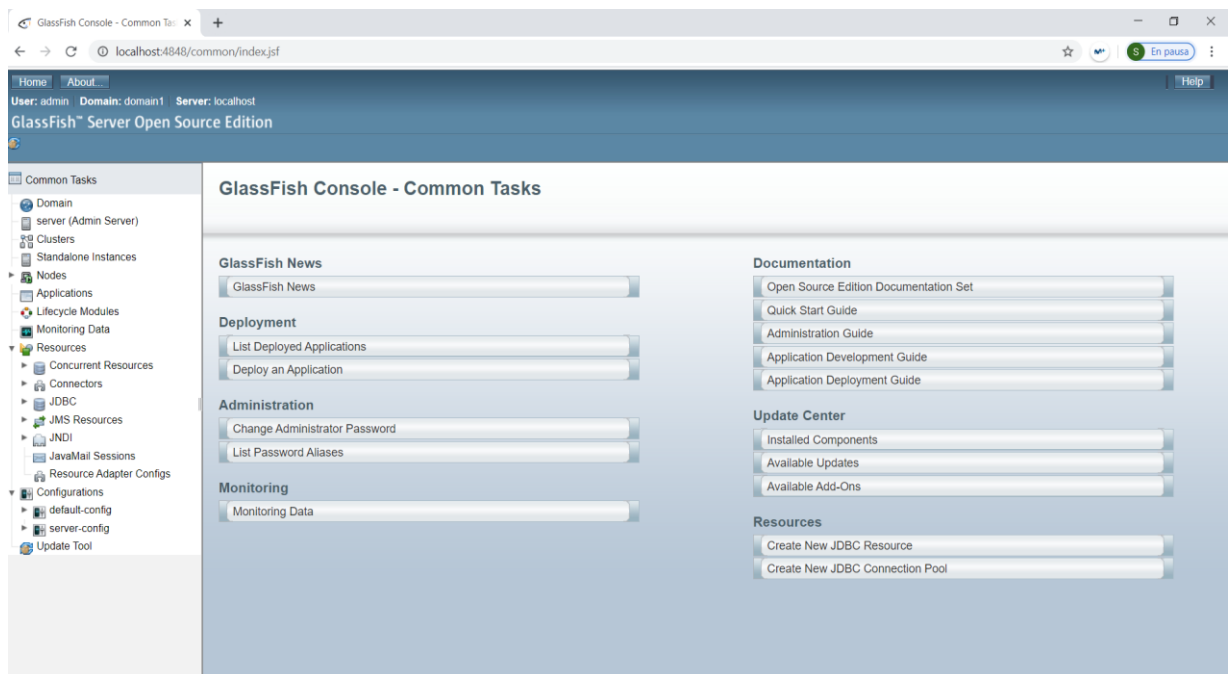 GlassFish Console - Common Tas
localhost:4848/common/index.jsf
S En pausa
Home About...
Help
User: admin Domain: domain1 Server: localhost
GlassFish™ Server Open Source Edition
Common Tasks
Domain
server (Admin Server)
Clusters
Standalone Instances
Nodes
Applications
Lifecycle Modules
Monitoring Data
Resources
Concurrent Resources
Connectors
JDBC
JMS Resources
JNDI
JavaMail Sessions
Resource Adapter Configs
Configurations
default-config
server-config
Update Tool
GlassFish Console - Common Tasks
GlassFish News
GlassFish News
Deployment
List Deployed Applications
Deploy an Application
Administration
Change Administrator Password
List Password Aliases
Monitoring
Monitoring Data
Documentation
Open Source Edition Documentation Set
Quick Start Guide
Administration Guide
Application Development Guide
Application Deployment Guide
Update Center
Installed Components
Available Updates
Available Add-Ons
Resources
Create New JDBC Resource
Create New JDBC Connection Pool